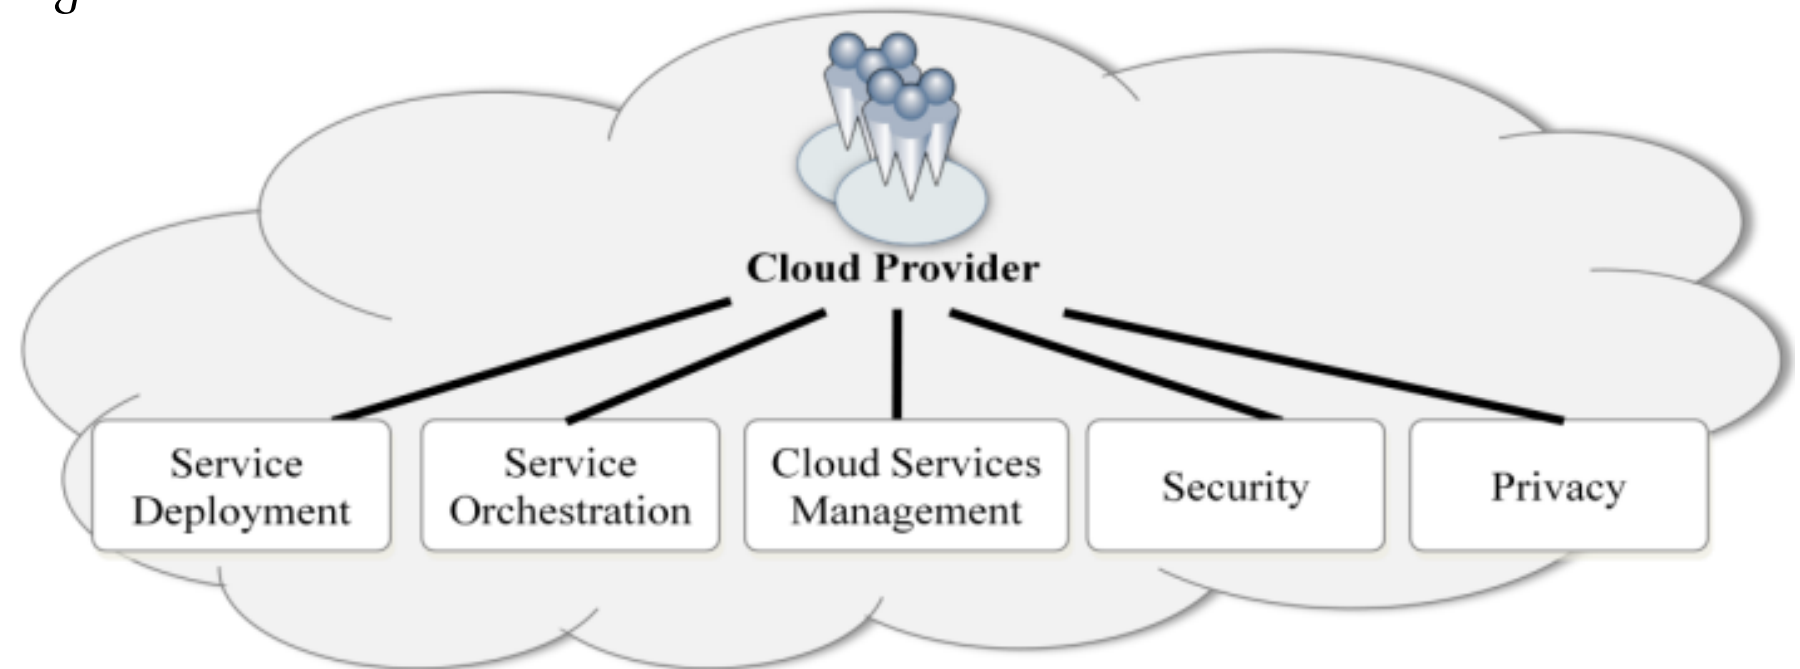 Cloud Provider
Service
Deployment
Service
Orchestration
Cloud Services
Management
Security
Privacy